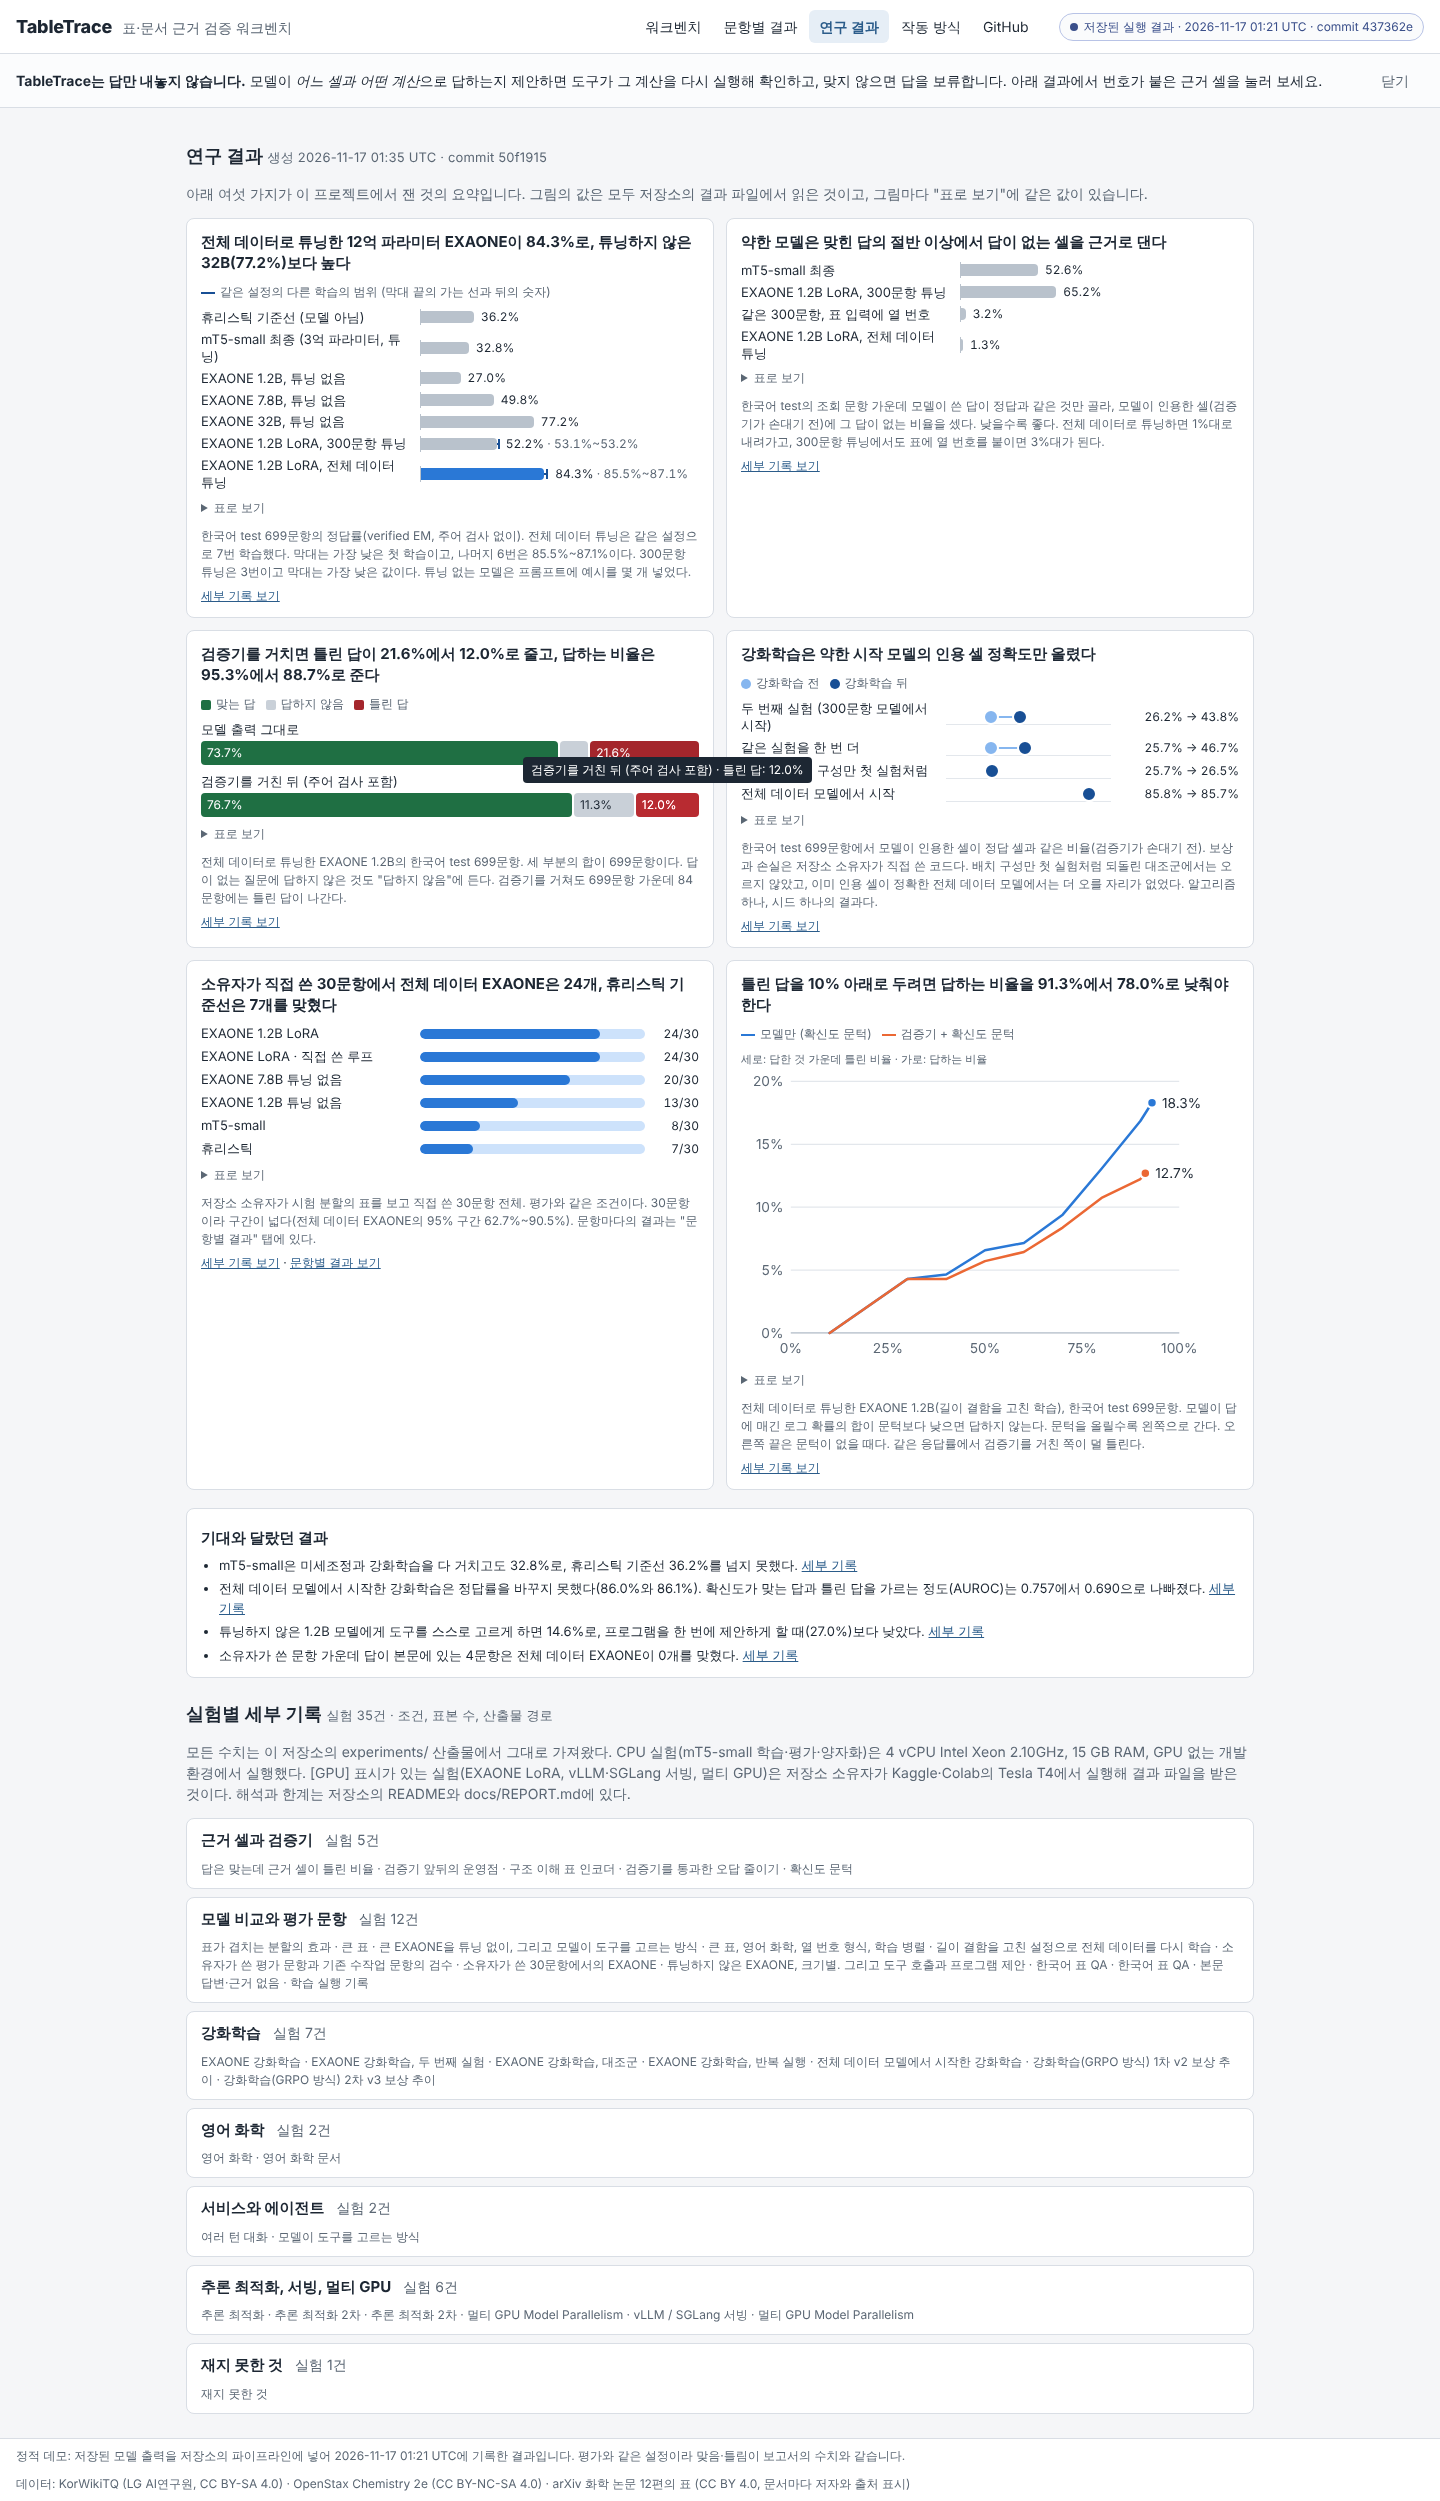 TableTrace 표·문서 근거 검증 워크벤치
워크벤치 문항별 결과 연구 결과 작동 방식 GitHub
저장된 실행 결과 · 2026-11-17 01:21 UTC · commit 437362e
TableTrace는 답만 내놓지 않습니다. 모델이 어느 셀과 어떤 계산으로 답하는지 제안하면 도구가 그 계산을 다시 실행해 확인하고, 맞지 않으면 답을 보류합니다. 아래 결과에서 번호가 붙은 근거 셀을 눌러 보세요.
닫기
연구 결과 생성 2026-11-17 01:35 UTC · commit 50f1915
아래 여섯 가지가 이 프로젝트에서 잰 것의 요약입니다. 그림의 값은 모두 저장소의 결과 파일에서 읽은 것이고, 그림마다 "표로 보기"에 같은 값이 있습니다.
전체 데이터로 튜닝한 12억 파라미터 EXAONE이 84.3%로, 튜닝하지 않은
32B(77.2%)보다 높다
같은 설정의 다른 학습의 범위 (막대 끝의 가는 선과 뒤의 숫자)
휴리스틱 기준선 (모델 아님) 36.2%
mT5-small 최종 (3억 파라미터, 튜
닝) 32.8%
EXAONE 1.2B, 튜닝 없음 27.0%
EXAONE 7.8B, 튜닝 없음 49.8%
EXAONE 32B, 튜닝 없음 77.2%
EXAONE 1.2B LoRA, 300문항 튜닝 52.2% · 53.1%~53.2%
EXAONE 1.2B LoRA, 전체 데이터
튜닝 84.3% · 85.5%~87.1%
▶ 표로 보기
한국어 test 699문항의 정답률(verified EM, 주어 검사 없이). 전체 데이터 튜닝은 같은 설정으
로 7번 학습했다. 막대는 가장 낮은 첫 학습이고, 나머지 6번은 85.5%~87.1%이다. 300문항
튜닝은 3번이고 막대는 가장 낮은 값이다. 튜닝 없는 모델은 프롬프트에 예시를 몇 개 넣었다.
세부 기록 보기
약한 모델은 맞힌 답의 절반 이상에서 답이 없는 셀을 근거로 댄다
mT5-small 최종 52.6%
EXAONE 1.2B LoRA, 300문항 튜닝 65.2%
같은 300문항, 표 입력에 열 번호 3.2%
EXAONE 1.2B LoRA, 전체 데이터
튜닝 1.3%
▶ 표로 보기
한국어 test의 조회 문항 가운데 모델이 쓴 답이 정답과 같은 것만 골라, 모델이 인용한 셀(검증
기가 손대기 전)에 그 답이 없는 비율을 셌다. 낮을수록 좋다. 전체 데이터로 튜닝하면 1%대로
내려가고, 300문항 튜닝에서도 표에 열 번호를 붙이면 3%대가 된다.
세부 기록 보기
검증기를 거치면 틀린 답이 21.6%에서 12.0%로 줄고, 답하는 비율은
95.3%에서 88.7%로 준다
맞는 답 답하지 않음 틀린 답
모델 출력 그대로
73.7% 21.6%
검증기를 거친 뒤 (주어 검사 포함) · 틀린 답: 12.0%
검증기를 거친 뒤 (주어 검사 포함)
76.7% 11.3% 12.0%
▶ 표로 보기
전체 데이터로 튜닝한 EXAONE 1.2B의 한국어 test 699문항. 세 부분의 합이 699문항이다. 답
이 없는 질문에 답하지 않은 것도 "답하지 않음"에 든다. 검증기를 거쳐도 699문항 가운데 84
문항에는 틀린 답이 나간다.
세부 기록 보기
강화학습은 약한 시작 모델의 인용 셀 정확도만 올렸다
강화학습 전 강화학습 뒤
두 번째 실험 (300문항 모델에서
시작) 26.2% → 43.8%
같은 실험을 한 번 더 25.7% → 46.7%
구성만 첫 실험처럼 25.7% → 26.5%
전체 데이터 모델에서 시작 85.8% → 85.7%
▶ 표로 보기
한국어 test 699문항에서 모델이 인용한 셀이 정답 셀과 같은 비율(검증기가 손대기 전). 보상
과 손실은 저장소 소유자가 직접 쓴 코드다. 배치 구성만 첫 실험처럼 되돌린 대조군에서는 오
르지 않았고, 이미 인용 셀이 정확한 전체 데이터 모델에서는 더 오를 자리가 없었다. 알고리즘
하나, 시드 하나의 결과다.
세부 기록 보기
소유자가 직접 쓴 30문항에서 전체 데이터 EXAONE은 24개, 휴리스틱 기
준선은 7개를 맞혔다
EXAONE 1.2B LoRA 24/30
EXAONE LoRA · 직접 쓴 루프 24/30
EXAONE 7.8B 튜닝 없음 20/30
EXAONE 1.2B 튜닝 없음 13/30
mT5-small 8/30
휴리스틱 7/30
▶ 표로 보기
저장소 소유자가 시험 분할의 표를 보고 직접 쓴 30문항 전체. 평가와 같은 조건이다. 30문항
이라 구간이 넓다(전체 데이터 EXAONE의 95% 구간 62.7%~90.5%). 문항마다의 결과는 "문
항별 결과" 탭에 있다.
세부 기록 보기 · 문항별 결과 보기
틀린 답을 10% 아래로 두려면 답하는 비율을 91.3%에서 78.0%로 낮춰야
한다
모델만 (확신도 문턱) 검증기 + 확신도 문턱
세로: 답한 것 가운데 틀린 비율 · 가로: 답하는 비율
20%
18.3%
15%
12.7%
10%
5%
0%
0% 25% 50% 75% 100%
▶ 표로 보기
전체 데이터로 튜닝한 EXAONE 1.2B(길이 결함을 고친 학습), 한국어 test 699문항. 모델이 답
에 매긴 로그 확률의 합이 문턱보다 낮으면 답하지 않는다. 문턱을 올릴수록 왼쪽으로 간다. 오
른쪽 끝은 문턱이 없을 때다. 같은 응답률에서 검증기를 거친 쪽이 덜 틀린다.
세부 기록 보기
기대와 달랐던 결과
• mT5-small은 미세조정과 강화학습을 다 거치고도 32.8%로, 휴리스틱 기준선 36.2%를 넘지 못했다. 세부 기록
• 전체 데이터 모델에서 시작한 강화학습은 정답률을 바꾸지 못했다(86.0%와 86.1%). 확신도가 맞는 답과 틀린 답을 가르는 정도(AUROC)는 0.757에서 0.690으로 나빠졌다. 세부
기록
• 튜닝하지 않은 1.2B 모델에게 도구를 스스로 고르게 하면 14.6%로, 프로그램을 한 번에 제안하게 할 때(27.0%)보다 낮았다. 세부 기록
• 소유자가 쓴 문항 가운데 답이 본문에 있는 4문항은 전체 데이터 EXAONE이 0개를 맞혔다. 세부 기록
실험별 세부 기록 실험 35건 · 조건, 표본 수, 산출물 경로
모든 수치는 이 저장소의 experiments/ 산출물에서 그대로 가져왔다. CPU 실험(mT5-small 학습·평가·양자화)은 4 vCPU Intel Xeon 2.10GHz, 15 GB RAM, GPU 없는 개발
환경에서 실행했다. [GPU] 표시가 있는 실험(EXAONE LoRA, vLLM·SGLang 서빙, 멀티 GPU)은 저장소 소유자가 Kaggle·Colab의 Tesla T4에서 실행해 결과 파일을 받은
것이다. 해석과 한계는 저장소의 README와 docs/REPORT.md에 있다.
근거 셀과 검증기 실험 5건
답은 맞는데 근거 셀이 틀린 비율 · 검증기 앞뒤의 운영점 · 구조 이해 표 인코더 · 검증기를 통과한 오답 줄이기 · 확신도 문턱
모델 비교와 평가 문항 실험 12건
표가 겹치는 분할의 효과 · 큰 표 · 큰 EXAONE을 튜닝 없이, 그리고 모델이 도구를 고르는 방식 · 큰 표, 영어 화학, 열 번호 형식, 학습 병렬 · 길이 결함을 고친 설정으로 전체 데이터를 다시 학습 · 소
유자가 쓴 평가 문항과 기존 수작업 문항의 검수 · 소유자가 쓴 30문항에서의 EXAONE · 튜닝하지 않은 EXAONE, 크기별. 그리고 도구 호출과 프로그램 제안 · 한국어 표 QA · 한국어 표 QA · 본문
답변·근거 없음 · 학습 실행 기록
강화학습 실험 7건
EXAONE 강화학습 · EXAONE 강화학습, 두 번째 실험 · EXAONE 강화학습, 대조군 · EXAONE 강화학습, 반복 실행 · 전체 데이터 모델에서 시작한 강화학습 · 강화학습(GRPO 방식) 1차 v2 보상 추
이 · 강화학습(GRPO 방식) 2차 v3 보상 추이
영어 화학 실험 2건
영어 화학 · 영어 화학 문서
서비스와 에이전트 실험 2건
여러 턴 대화 · 모델이 도구를 고르는 방식
추론 최적화, 서빙, 멀티 GPU 실험 6건
추론 최적화 · 추론 최적화 2차 · 추론 최적화 2차 · 멀티 GPU Model Parallelism · vLLM / SGLang 서빙 · 멀티 GPU Model Parallelism
재지 못한 것 실험 1건
재지 못한 것
정적 데모: 저장된 모델 출력을 저장소의 파이프라인에 넣어 2026-11-17 01:21 UTC에 기록한 결과입니다. 평가와 같은 설정이라 맞음·틀림이 보고서의 수치와 같습니다.
데이터: KorWikiTQ (LG AI연구원, CC BY-SA 4.0) · OpenStax Chemistry 2e (CC BY-NC-SA 4.0) · arXiv 화학 논문 12편의 표 (CC BY 4.0, 문서마다 저자와 출처 표시)